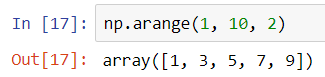 In [17]: np.arange(1, 10, 2)
Out[17]: array([1, 3, 5, 7, 9])